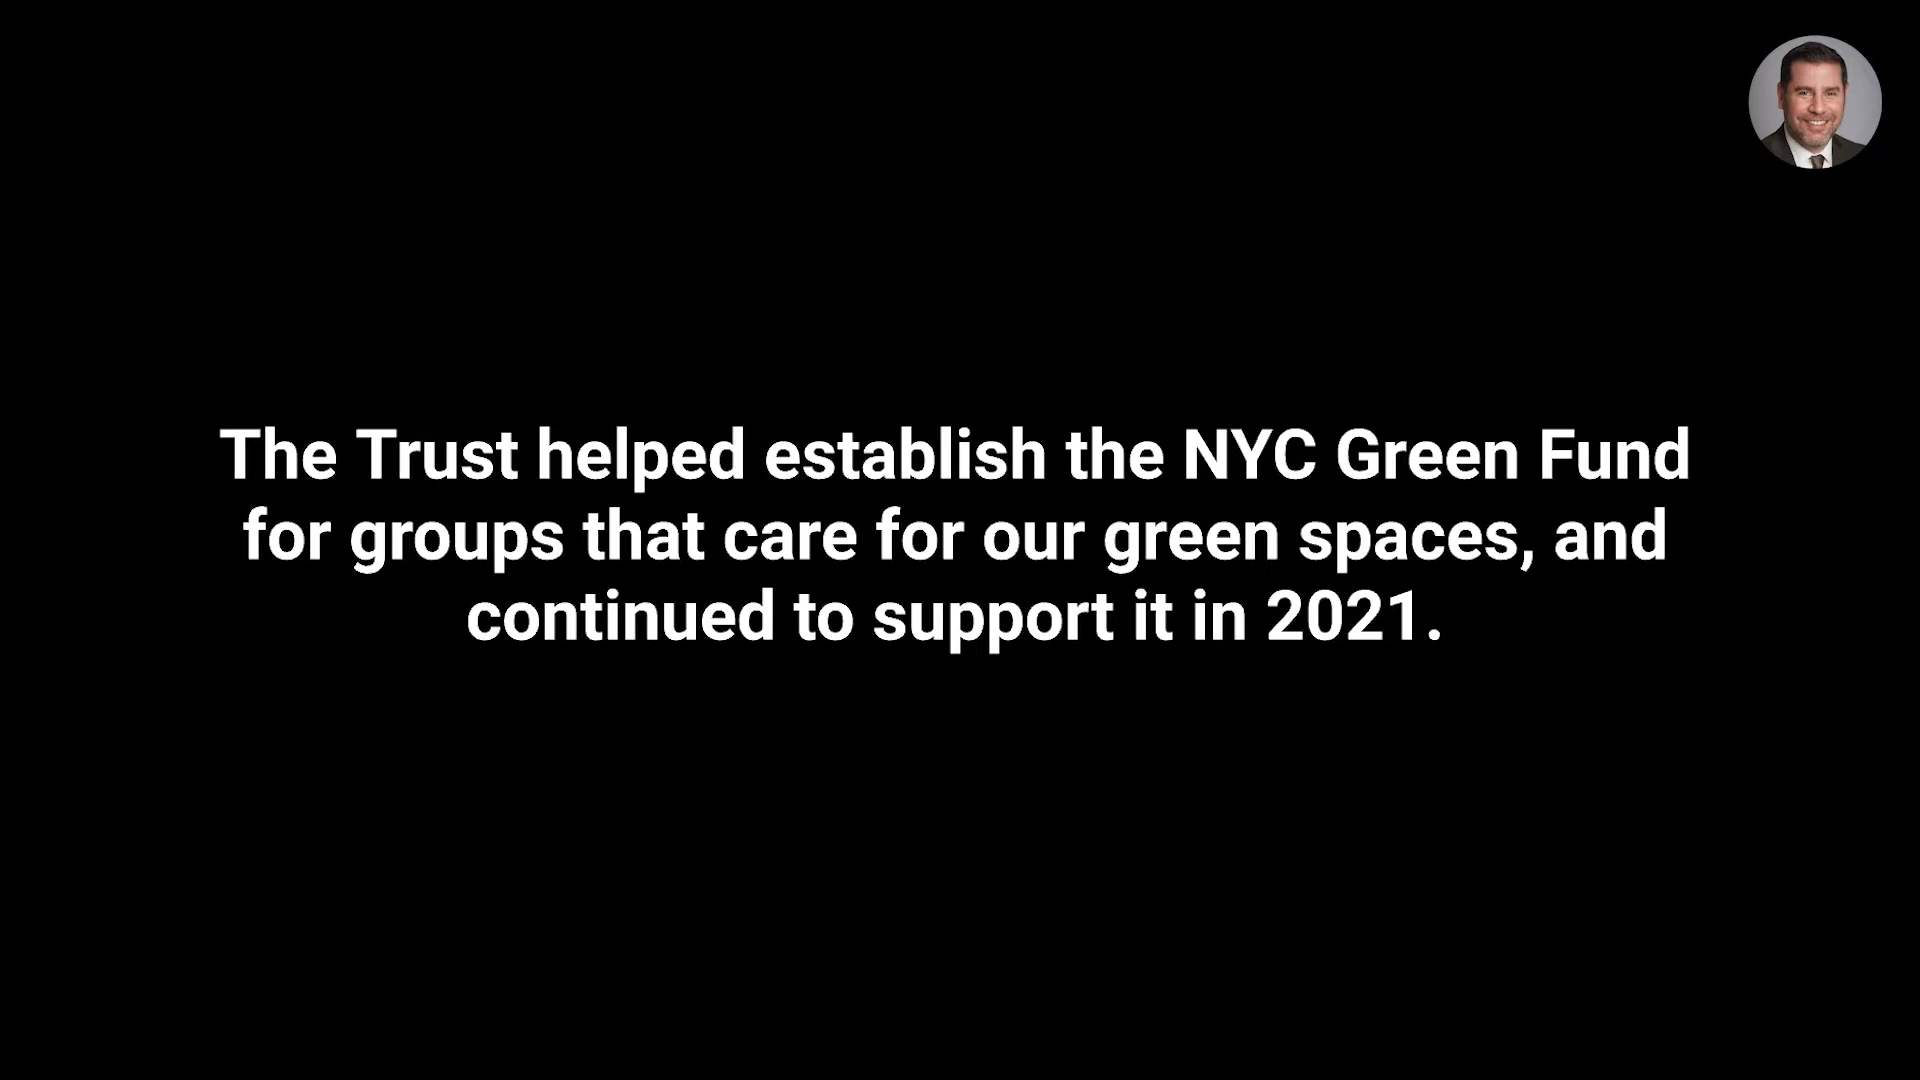 The Trust helped establish the NYC Green Fund
for groups that care for our green spaces, and
continued to support it in 2021.